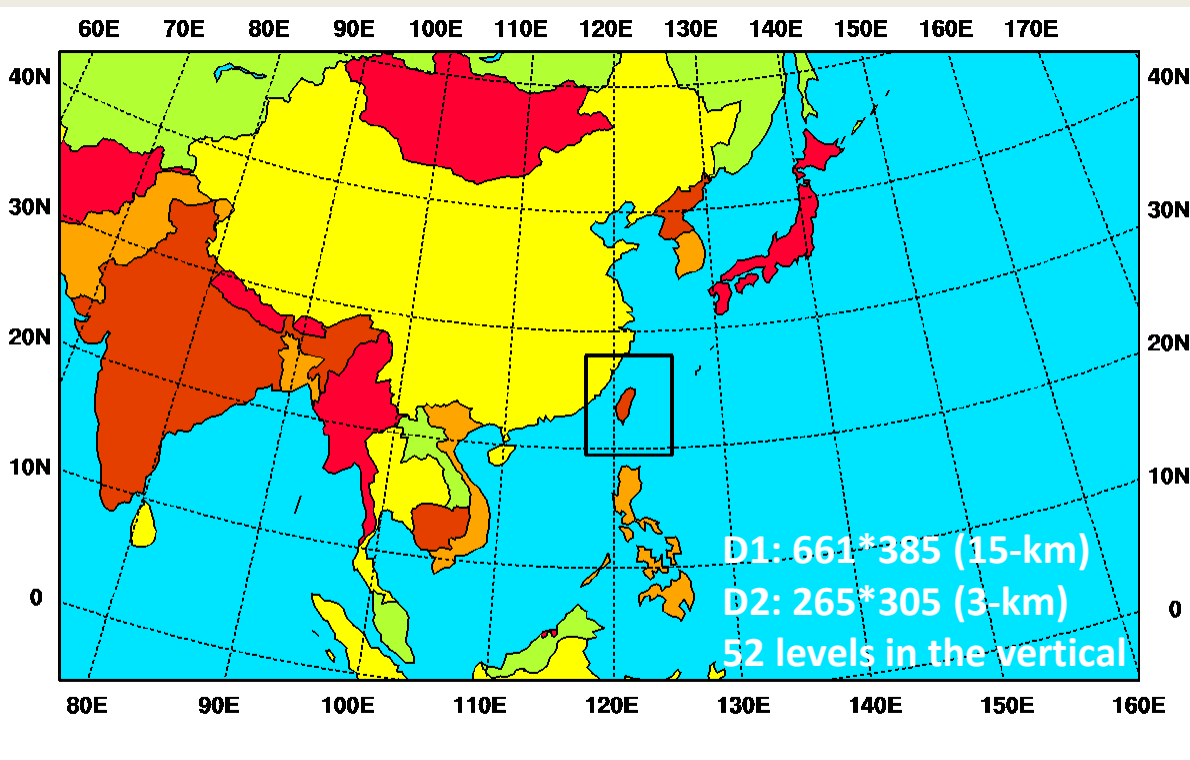 60E 70E 80E 90E 100E 110E 120E 130E 140E 150E 160E 170E
40N 40N
30N 30N
20N 20N
10N 10N
D1: 661*385 (15-km)
D2: 265*305 (3-km)
0 0
52 levels in the vertical
80E 90E 100E 110E 120E 130E 140E 150E 160E